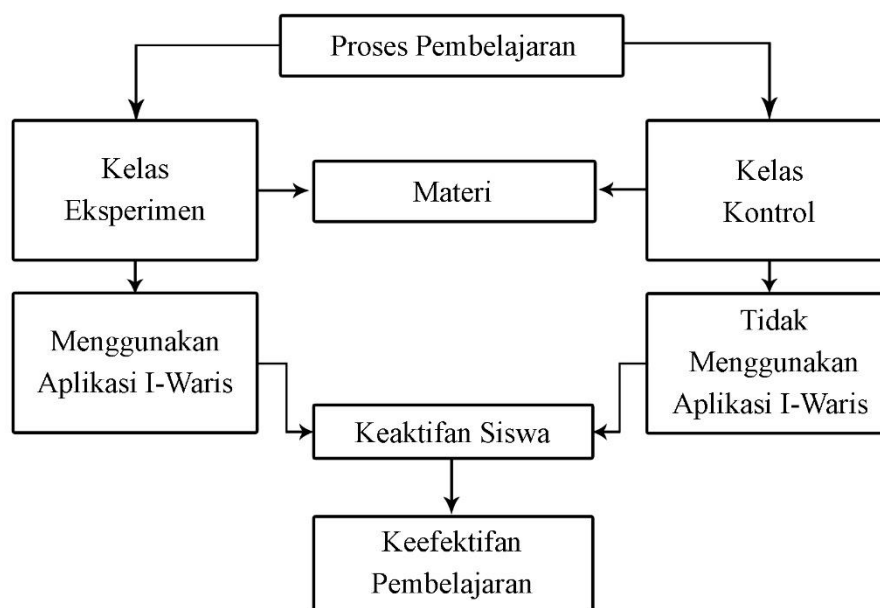 Proses Pembelajaran
Kelas
Eksperimen
Materi
Kelas
Kontrol
Menggunakan
Aplikasi I-Waris
Tidak
Menggunakan
Aplikasi I-Waris
Keaktifan Siswa
Keefektifan
Pembelajaran